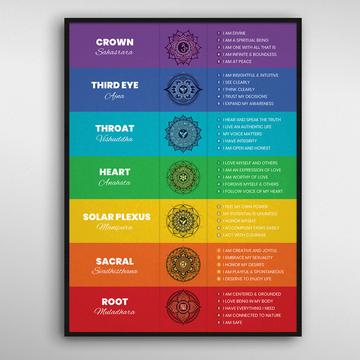 CROWN
Sahasrara
I AM DIVINE
I AM A SPIRITUAL BEING
I AM ONE WITH ALL THAT IS
I AM INFINITE & BOUNDLESS
I AM AT PEACE
THIRD EYE
Ajna
I AM INSIGHTFUL & INTUITIVE
I SEE CLEARLY
I THINK CLEARLY
I TRUST MY DECISIONS
I EXPAND MY AWARENESS
THROAT
Vishuddha
I HEAR AND SPEAK THE TRUTH
I LIVE AN AUTHENTIC LIFE
MY VOICE MATTERS
I HAVE INTEGRITY
I AM OPEN AND HONEST
HEART
Anahata
I LOVE MYSELF AND OTHERS
I AM AN EXPRESSION OF LOVE
I AM WORTHY OF LOVE
I FORGIVE MYSELF & OTHERS
I FOLLOW VOICE OF MY HEART
SOLAR PLEXUS
Manipura
I FEEL MY OWN POWER
MY POTENTIAL IS UNLIMITED
I HONOR MYSELF
I ACCOMPLISH TASKS EASILY
I ACT WITH COURAGE
SACRAL
Svadhisthana
I AM CREATIVE AND JOYFUL
I EMBRACE MY SEXUALITY
I HONOR MY DESIRES
I AM PLAYFUL & SPONTANEOUS
I DESERVE TO ENJOY LIFE
ROOT
Muladhara
I AM CENTERED & GROUNDED
I LOVE BEING IN MY BODY
I HAVE EVERYTHING I NEED
I AM CONNECTED TO NATURE
I AM SAFE